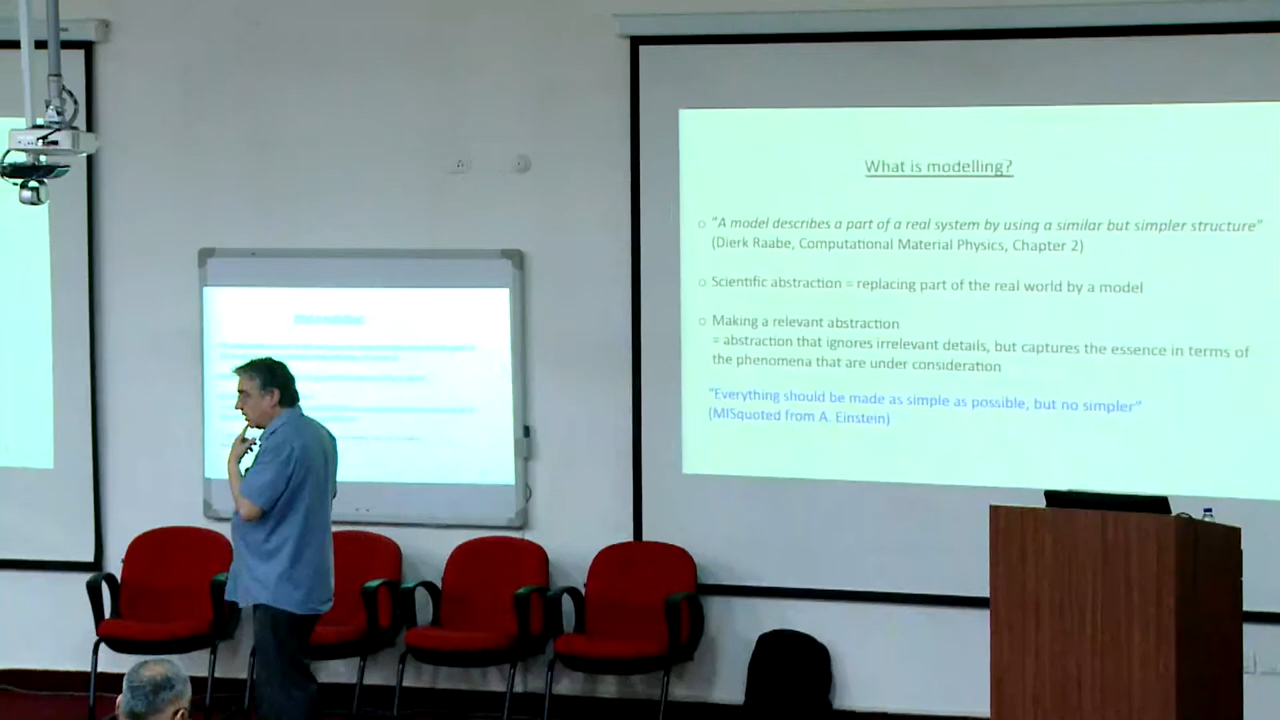 What is modelling?
○ "A model describes a part of a real system by using a similar but simpler structure"
(Dierk Raabe, Computational Material Physics, Chapter 2)
○ Scientific abstraction = replacing part of the real world by a model
○ Making a relevant abstraction
= abstraction that ignores irrelevant details, but captures the essence in terms of
the phenomena that are under consideration
"Everything should be made as simple as possible, but no simpler"
(MISquoted from A. Einstein)